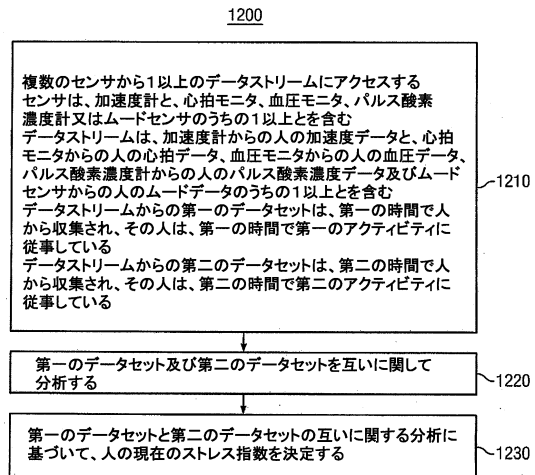 1200
複数のセンサから1以上のデータストリームにアクセスする
センサは、加速度計と、心拍モニタ、血圧モニタ、パルス酸素
濃度計又はムードセンサのうちの1以上とを含む
データストリームは、加速度計からの人の加速度データと、心拍
モニタからの人の心拍データ、血圧モニタからの人の血圧データ、
パルス酸素濃度計からの人のパルス酸素濃度データ及びムード
センサからの人のムードデータのうちの1以上とを含む
データストリームからの第一のデータセットは、第一の時間で人
から収集され、その人は、第一の時間で第一のアクティビティに
従事している
データストリームからの第二のデータセットは、第二の時間で人
から収集され、その人は、第二の時間で第二のアクティビティに
従事している
1210
第一のデータセット及び第二のデータセットを互いに関して
分析する
1220
第一のデータセットと第二のデータセットの互いに関する分析に
基づいて、人の現在のストレス指数を決定する
1230